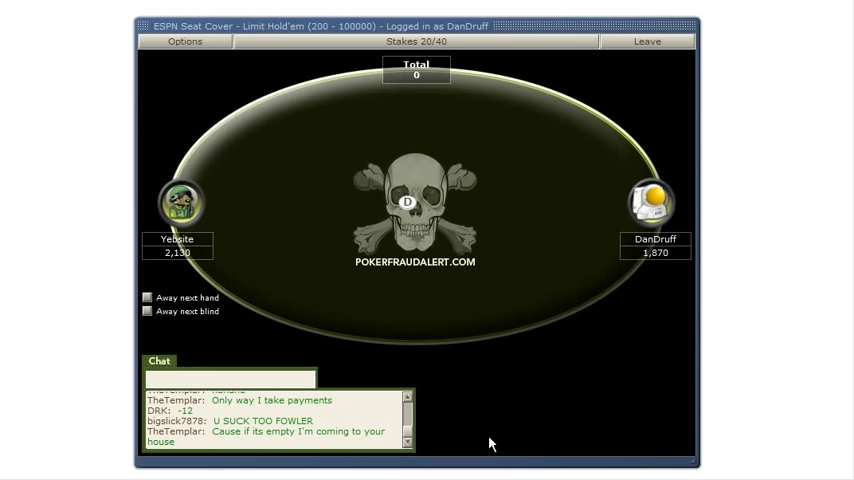 ESPN Seat Cover - Limit Hold'em (200 - 100000) - Logged in as DanDruff
Options
Stakes 20/40
Leave
Total
0
D
Yebsite
2,130
DanDruff
1,870
POKERFRAUDALERT.COM
Away next hand
Away next blind
Chat
TheTemplar: Only way I take payments
DRK: -12
bigslick7878: U SUCK TOO FOWLER
TheTemplar: Cause if its empty I'm coming to your
house